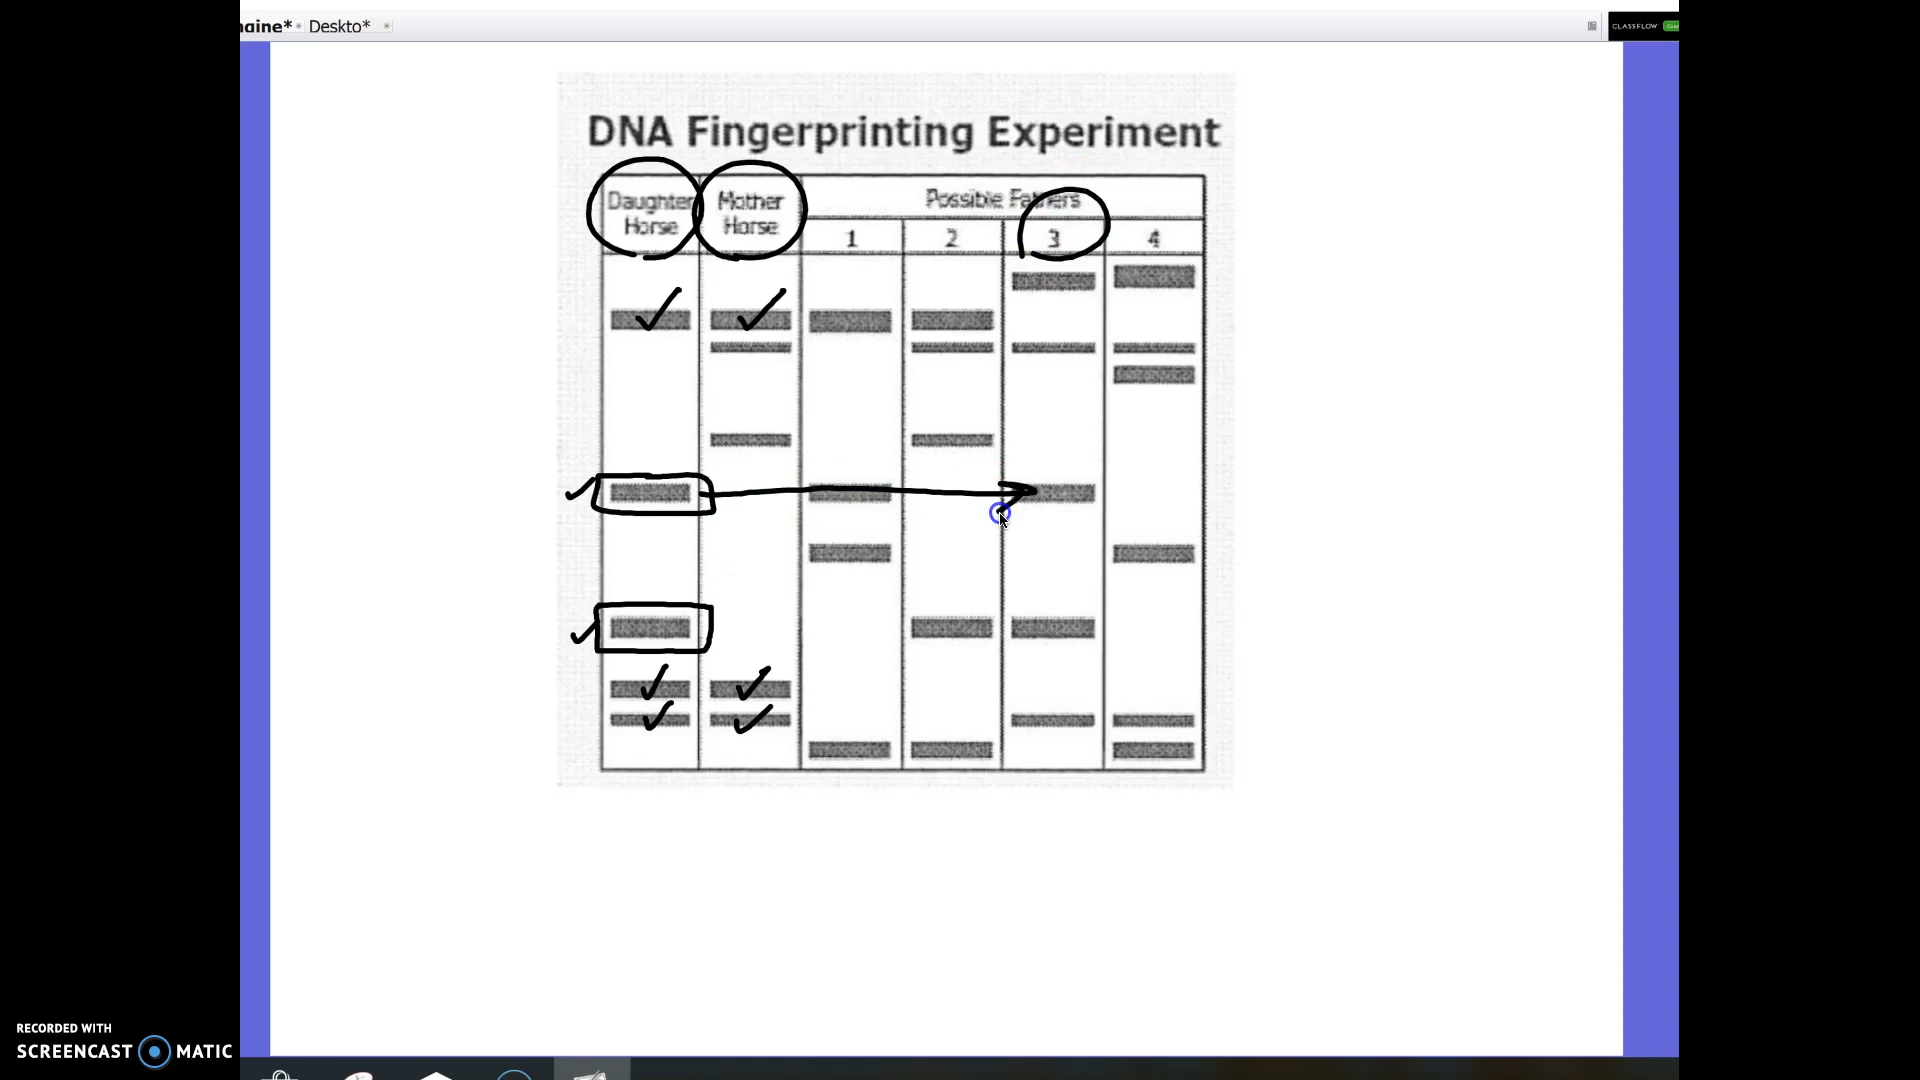 haine* Deskto*
CLASSFLOW
DNA Fingerprinting Experiment
Daughter Horse
Mother Horse
Possible Fathers
1 2 3 4
RECORDED WITH
SCREENCAST MATIC